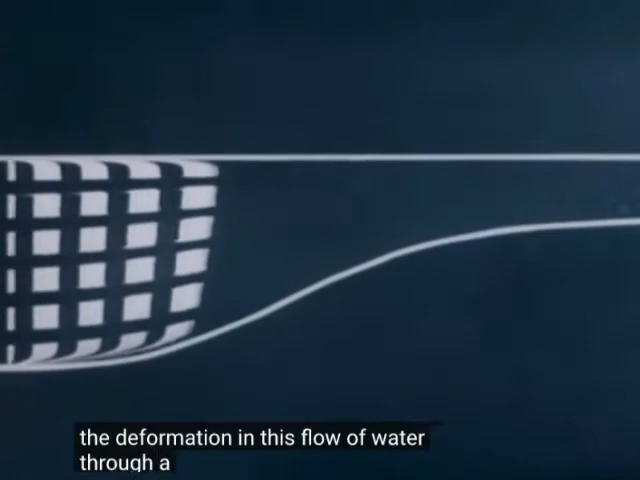 the deformation in this flow of water
through a